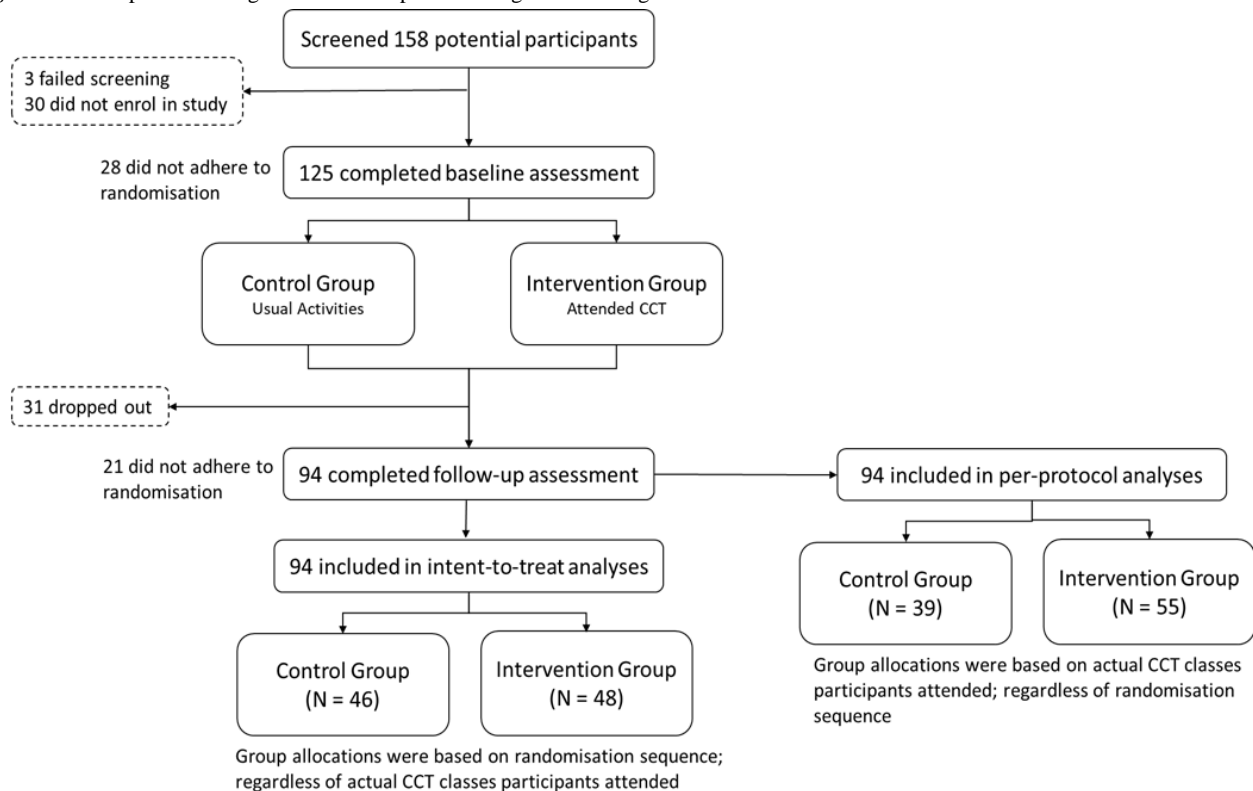 Screened 158 potential participants
3 failed screening
30 did not enrol in study
28 did not adhere to
randomisation
125 completed baseline assessment
Control Group
Usual Activities
Intervention Group
Attended CCT
31 dropped out
21 did not adhere to
randomisation
94 completed follow-up assessment
94 included in per-protocol analyses
94 included in intent-to-treat analyses
Control Group
(N = 39)
Intervention Group
(N = 55)
Control Group
(N = 46)
Intervention Group
(N = 48)
Group allocations were based on actual CCT classes
participants attended; regardless of randomisation
sequence
Group allocations were based on randomisation sequence;
regardless of actual CCT classes participants attended